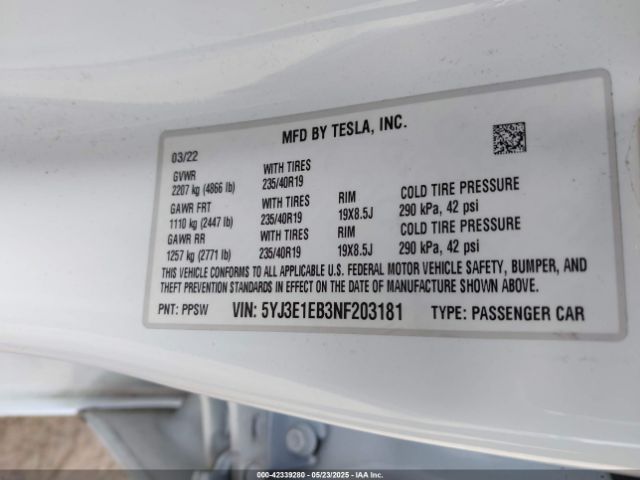 MFD BY TESLA, INC.
03/22
GVWR WITH TIRES
2207 kg (4866 lb) 235/40R19
GAWR FRT WITH TIRES RIM COLD TIRE PRESSURE
1110 kg (2447 lb) 235/40R19 19X8.5J 290 kPa, 42 psi
GAWR RR WITH TIRES RIM COLD TIRE PRESSURE
1257 kg (2771 lb) 235/40R19 19X8.5J 290 kPa, 42 psi
THIS VEHICLE CONFORMS TO ALL APPLICABLE U.S. FEDERAL MOTOR VEHICLE SAFETY, BUMPER, AND
THEFT PREVENTION STANDARDS IN EFFECT ON THE DATE OF MANUFACTURE SHOWN ABOVE.
PNT: PPSW VIN: 5YJ3E1EB3NF203181 TYPE: PASSENGER CAR
000-42339280 - 05/23/2025 - IAA Inc.